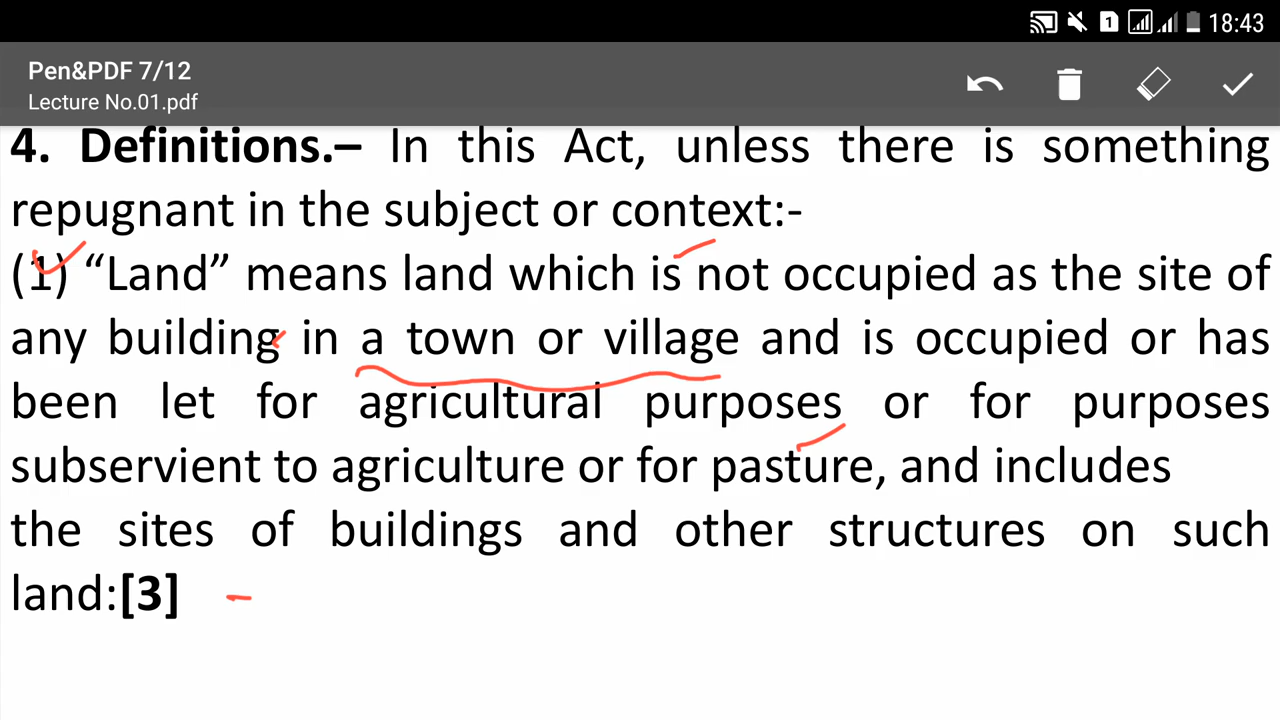 1 18:43
Pen&PDF 7/12
Lecture No.01.pdf
4. Definitions.– In this Act, unless there is something
repugnant in the subject or context:-
(1) “Land” means land which is not occupied as the site of
any building in a town or village and is occupied or has
been let for agricultural purposes or for purposes
subservient to agriculture or for pasture, and includes
the sites of buildings and other structures on such
land:[3]